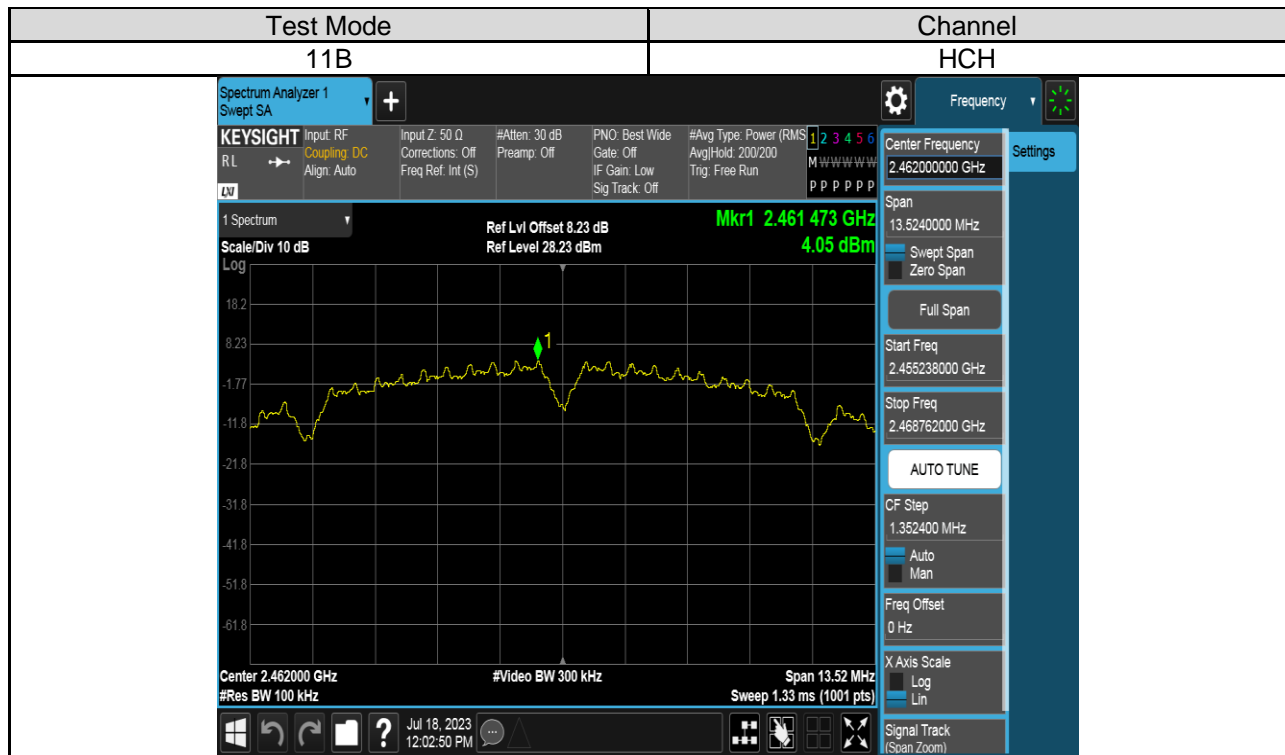 Test Mode Channel
11B HCH
Spectrum Analyzer 1
Swept SA
+
Frequency
KEYSIGHT Input: RF
Coupling: DC
Align: Auto
R L
LXI
Input Z: 50 Ω
Corrections: Off
Freq Ref: Int (S)
#Atten: 30 dB
Preamp: Off
PNO: Best Wide
Gate: Off
IF Gain: Low
Sig Track: Off
#Avg Type: Power (RMS
Avg|Hold: 200/200
Trig: Free Run
1 2 3 4 5 6
M W W W W W
P P P P P P
1 Spectrum
Scale/Div 10 dB
Ref Lvl Offset 8.23 dB
Ref Level 28.23 dBm
Mkr1 2.461 473 GHz
4.05 dBm
Log
18.2
8.23
-1.77
-11.8
-21.8
-31.8
-41.8
-51.8
-61.8
1
Center 2.462000 GHz
#Res BW 100 kHz
#Video BW 300 kHz
Span 13.52 MHz
Sweep 1.33 ms (1001 pts)
Center Frequency
2.462000000 GHz
Settings
Span
13.5240000 MHz
Swept Span
Zero Span
Full Span
Start Freq
2.455238000 GHz
Stop Freq
2.468762000 GHz
AUTO TUNE
CF Step
1.352400 MHz
Auto
Man
Freq Offset
0 Hz
X Axis Scale
Log
Lin
Signal Track
(Span Zoom)
?
Jul 18, 2023
12:02:50 PM